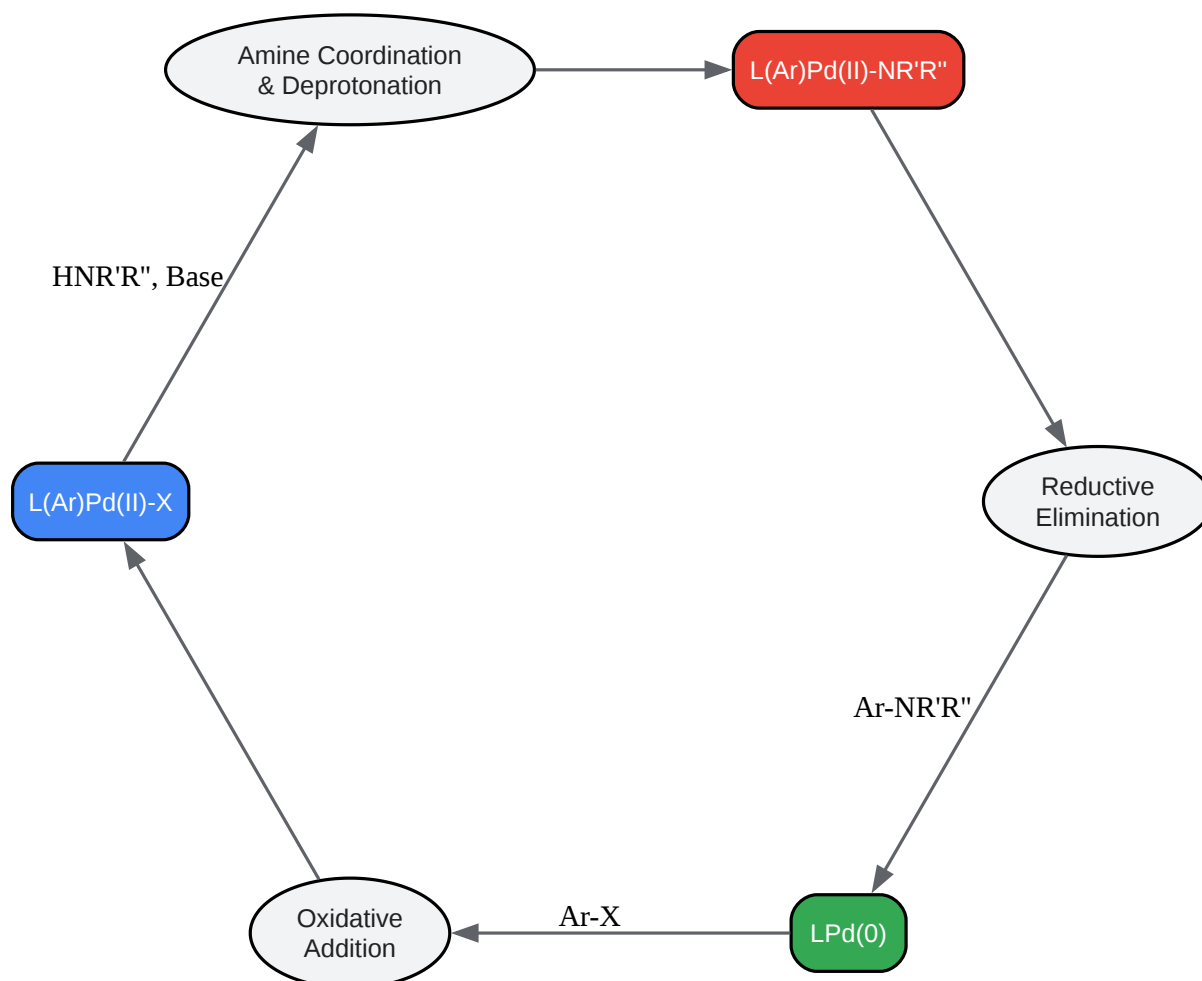 Amine Coordination
& Deprotonation
L(Ar)Pd(II)-NR'R"
HNR'R", Base
L(Ar)Pd(II)-X
Reductive
Elimination
Ar-NR'R"
Ar-X
Oxidative
Addition
LPd(0)